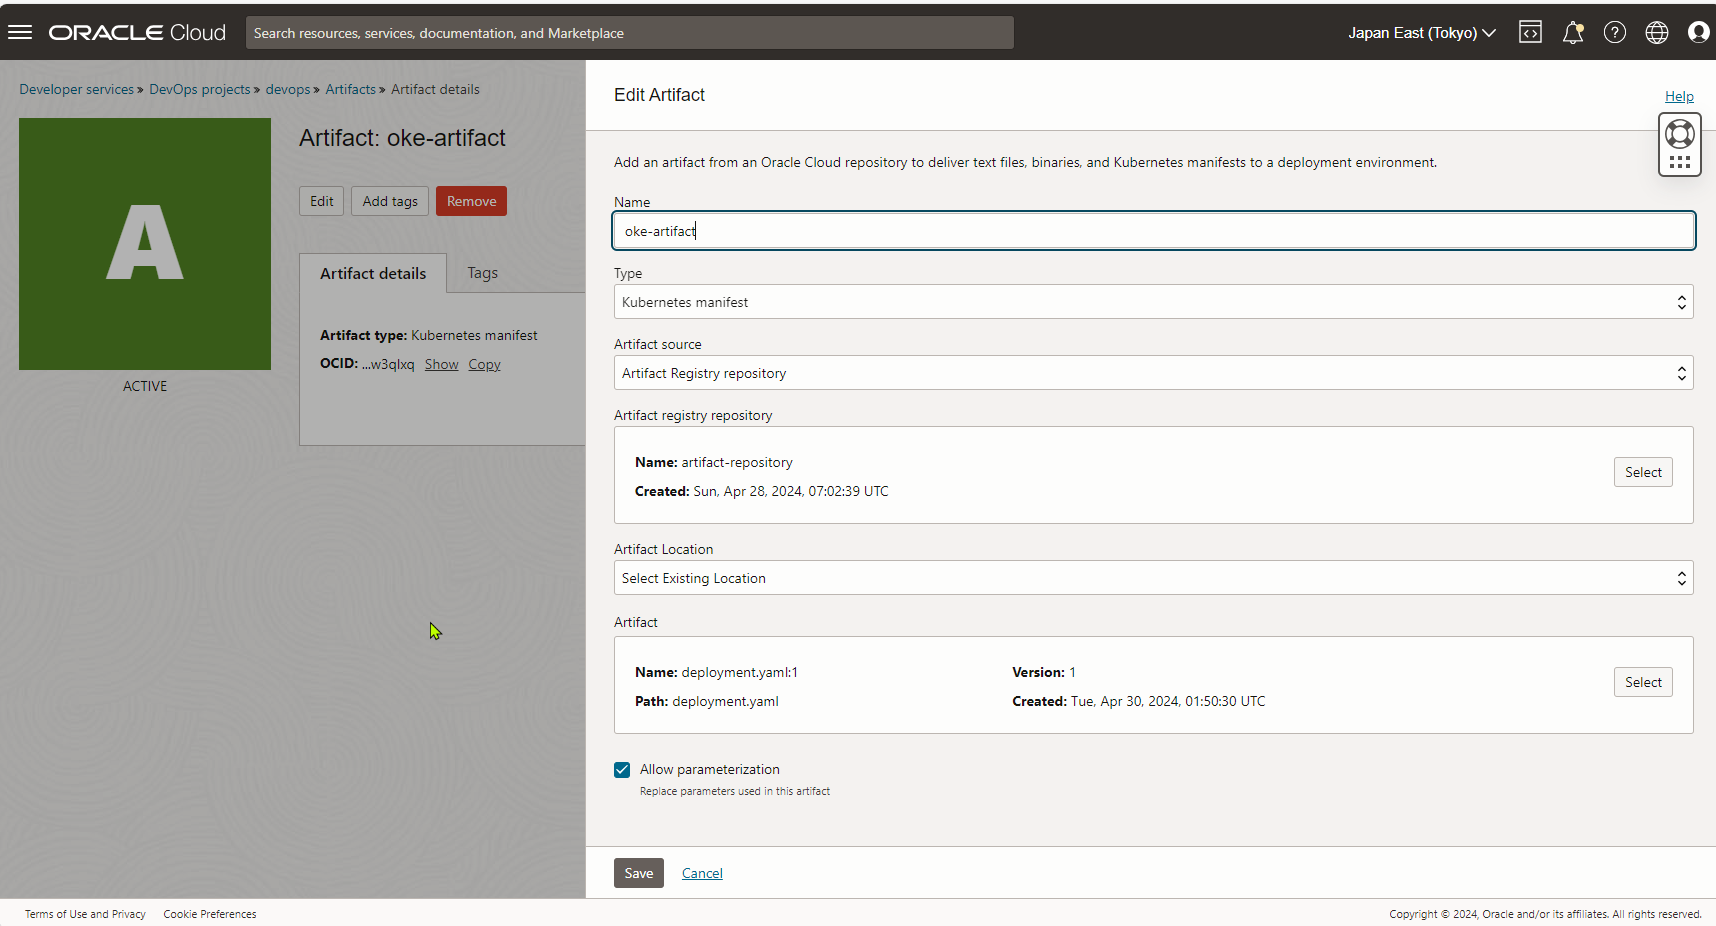 ORACLE Cloud
Search resources, services, documentation, and Marketplace
Japan East (Tokyo)
Developer services » DevOps projects » devops » Artifacts » Artifact details
A
ACTIVE
Artifact: oke-artifact
Edit
Add tags
Remove
Artifact details
Tags
Artifact type: Kubernetes manifest
OCID: ...w3qlxq Show Copy
Edit Artifact
Help
Add an artifact from an Oracle Cloud repository to deliver text files, binaries, and Kubernetes manifests to a deployment environment.
Name
oke-artifact
Type
Kubernetes manifest
Artifact source
Artifact Registry repository
Artifact registry repository
Name: artifact-repository
Created: Sun, Apr 28, 2024, 07:02:39 UTC
Select
Artifact Location
Select Existing Location
Artifact
Name: deployment.yaml:1
Version: 1
Path: deployment.yaml
Created: Tue, Apr 30, 2024, 01:50:30 UTC
Select
Allow parameterization
Replace parameters used in this artifact
Save
Cancel
Terms of Use and Privacy
Cookie Preferences
Copyright © 2024, Oracle and/or its affiliates. All rights reserved.